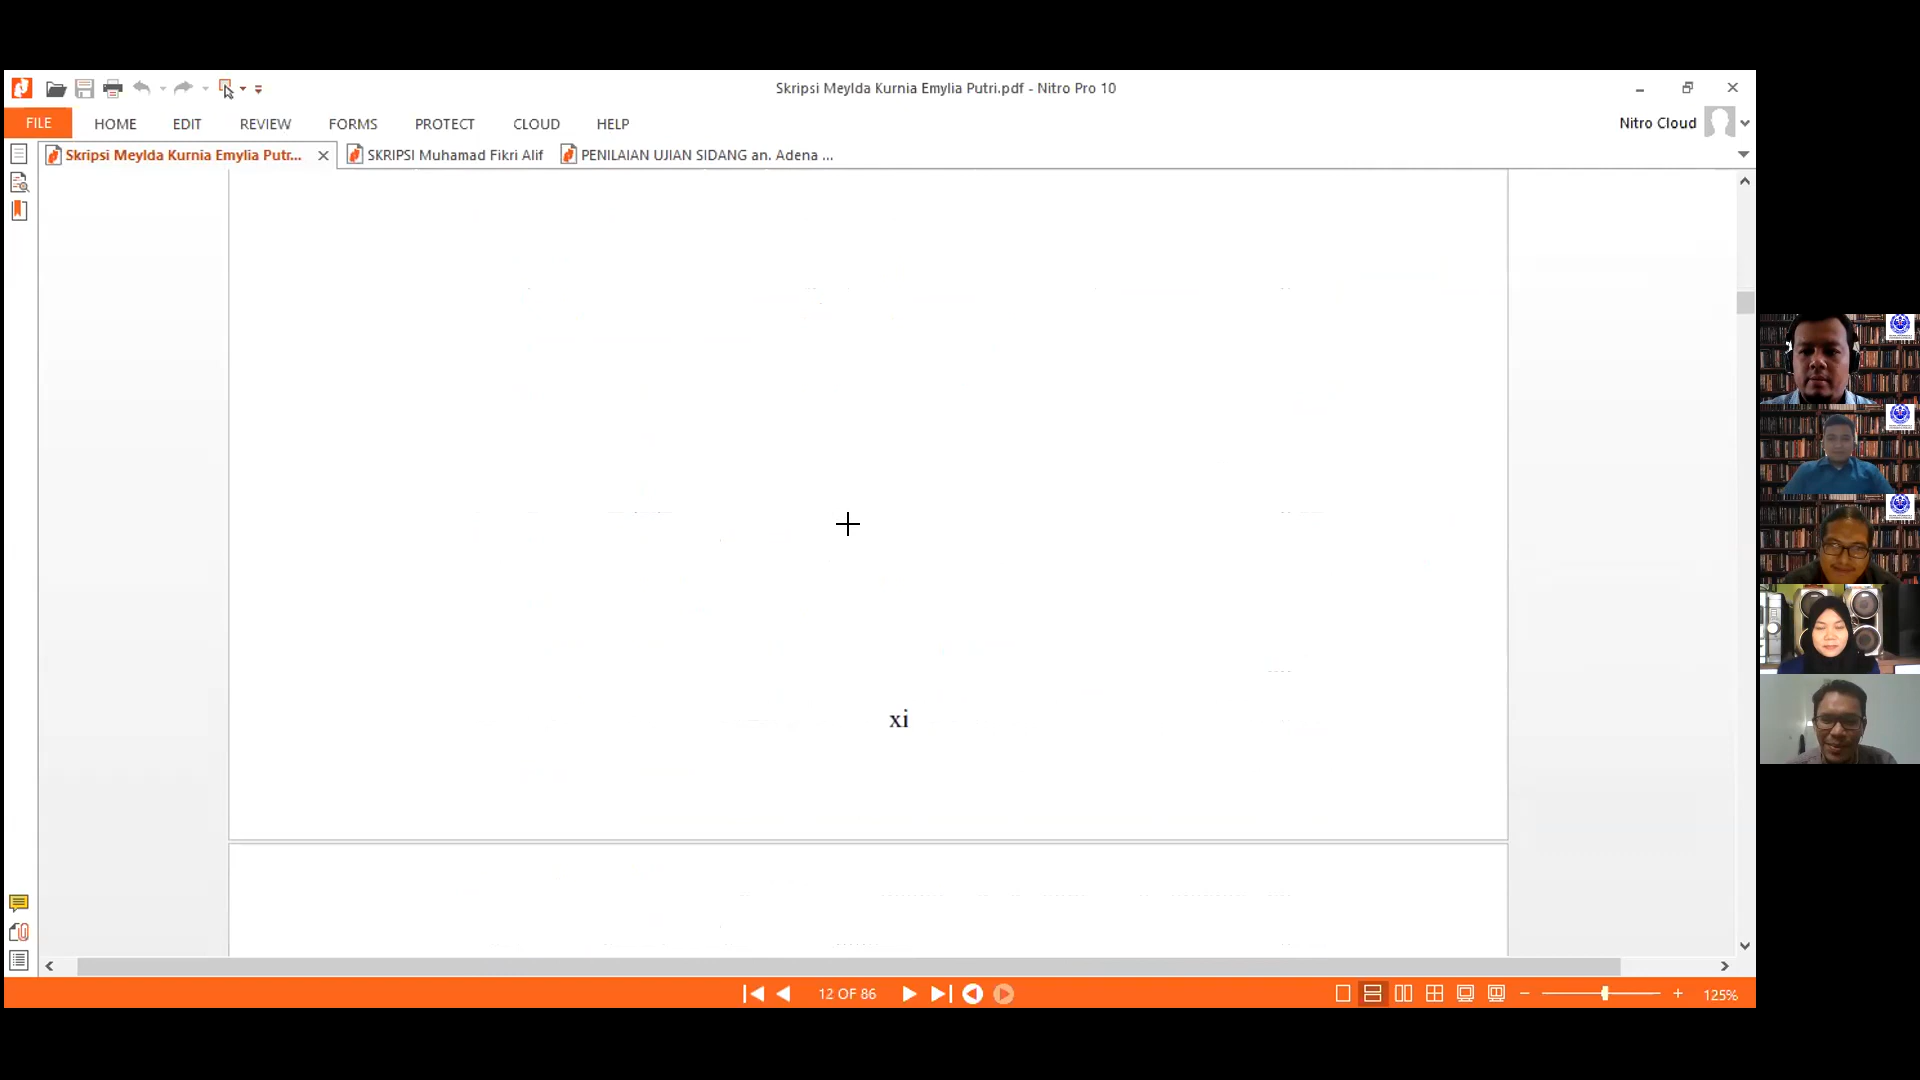 Skripsi Meylda Kurnia Emylia Putri.pdf - Nitro Pro 10
FILE HOME EDIT REVIEW FORMS PROTECT CLOUD HELP Nitro Cloud
Skripsi Meylda Kurnia Emylia Putr... SKRIPSI Muhamad Fikri Alif PENILAIAN UJIAN SIDANG an. Adena ...
xi
12 OF 86 125%